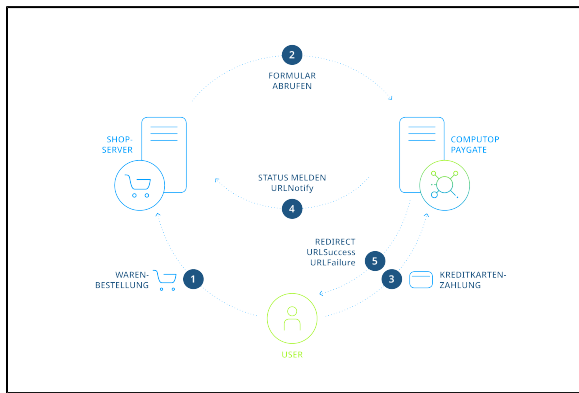 2
FORMULAR
ABRUFEN
SHOP-
SERVER
COMPUTOP
PAYGATE
STATUS MELDEN
URLNotify
4
REDIRECT
URLSuccess
URLFailure
5
WAREN-
BESTELLUNG
1
3
KREDITKARTEN-
ZAHLUNG
USER